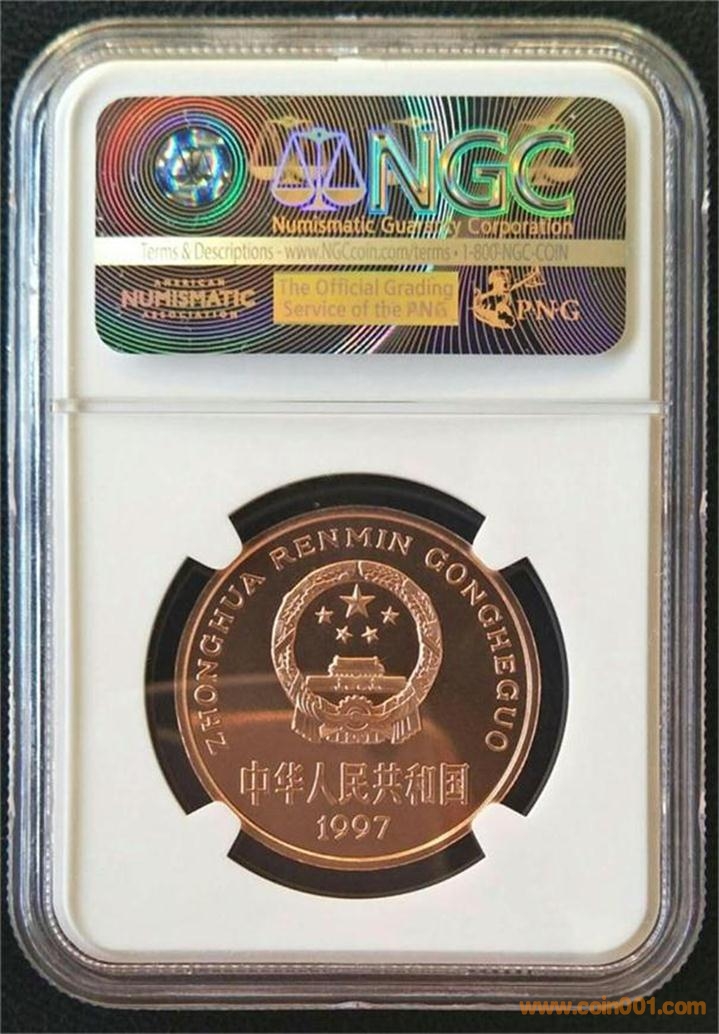 NGC
Numismatic Guaranty Corporation
Terms & Descriptions - www.NGCcoin.com/terms • 1-800-NGC-COIN
AMERICAN
NUMISMATIC
ASSOCIATION
The Official Grading
Service of the PNG
PNG
ZHONGHUA RENMIN GONGHEGUO
中华人民共和国
1997
www.coin001.com